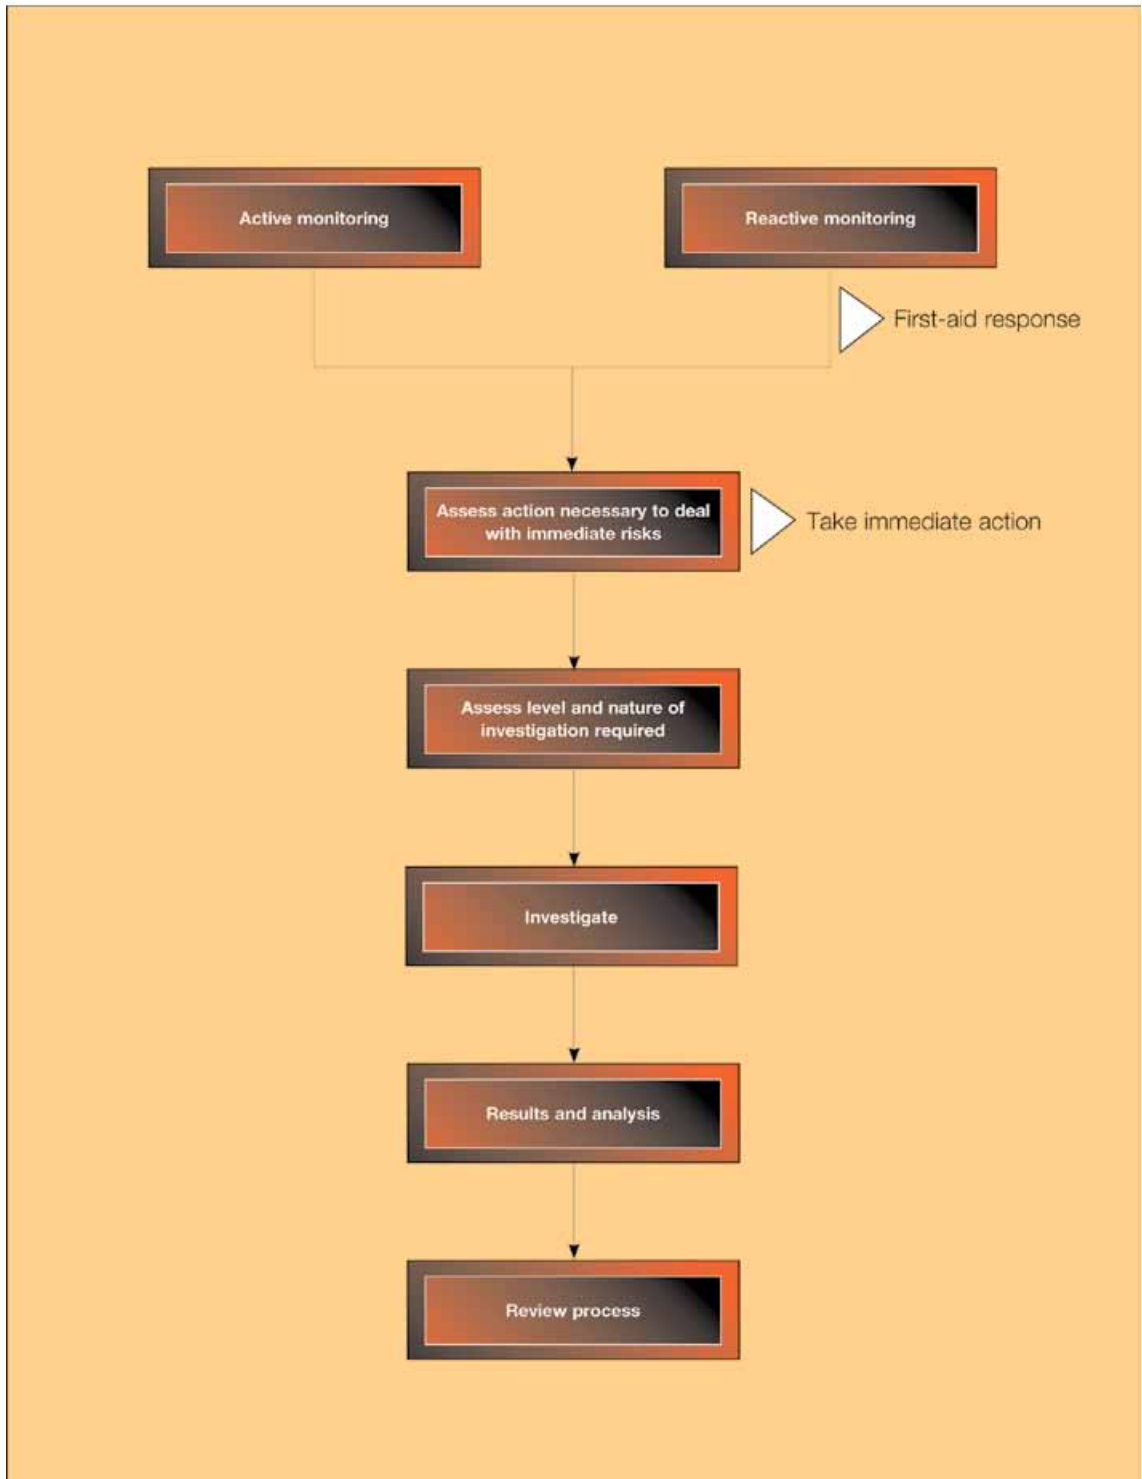 Active monitoring
Reactive monitoring
First-aid response
Assess action necessary to deal
with immediate risks
Take immediate action
Assess level and nature of
investigation required
Investigate
Results and analysis
Review process